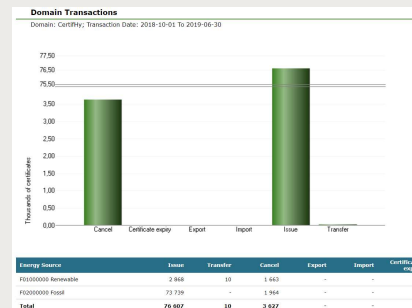 Domain Transactions
Domain: CertifHy; Transaction Date: 2018-10-01 To 2019-06-30
77,50
76,50
75,50
3,50
3,00
2,50
2,00
1,50
1,00
0,50
0,00
Thousands of certificates
Cancel Certificate expiy Export Import Issue Transfer
Energy Source Issue Transfer Cancel Export Import Certifica
exp
F01000000 Renewable 2 868 10 1 663 - -
F02000000 Fossil 73 739 - 1 964 - -
Total 76 607 10 3 627 - -